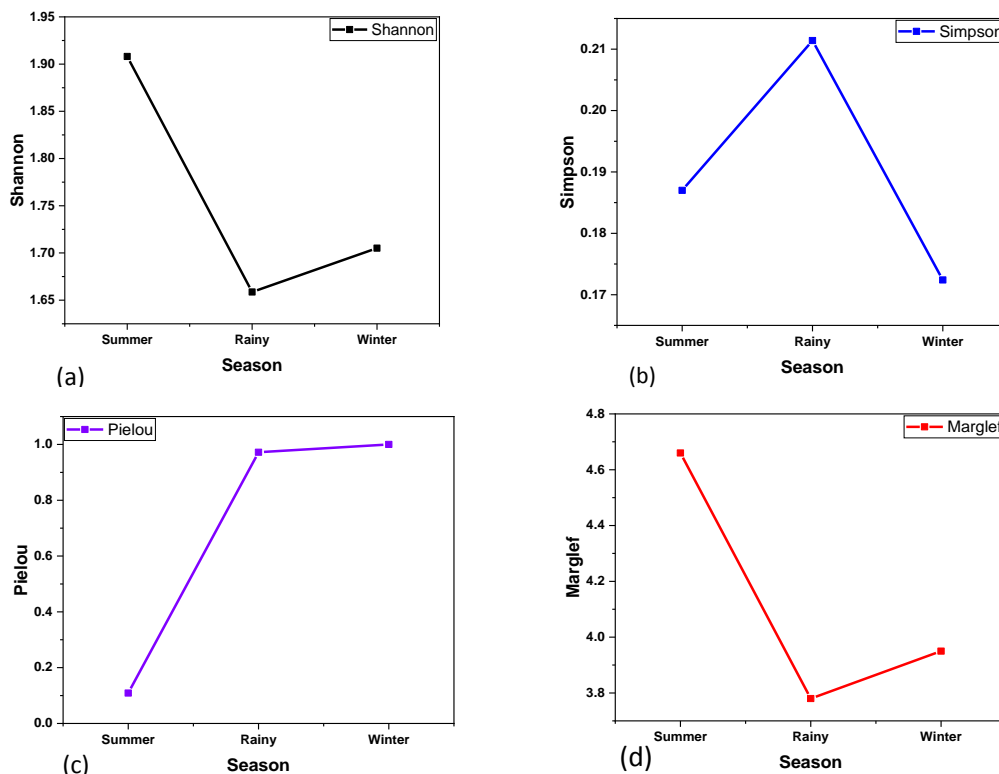 1.95
1.90
1.85
1.80
1.75
1.70
1.65
Shannon
Shannon
Summer
Rainy
Winter
Season
(a)
0.21
0.20
0.19
0.18
0.17
Simpson
Simpson
Summer
Rainy
Winter
Season
(b)
1.0
0.8
0.6
0.4
0.2
0.0
Pielou
Pielou
Summer
Rainy
Winter
Season
(c)
4.8
4.6
4.4
4.2
4.0
3.8
Marglef
Marglef
Summer
Rainy
Winter
Season
(d)